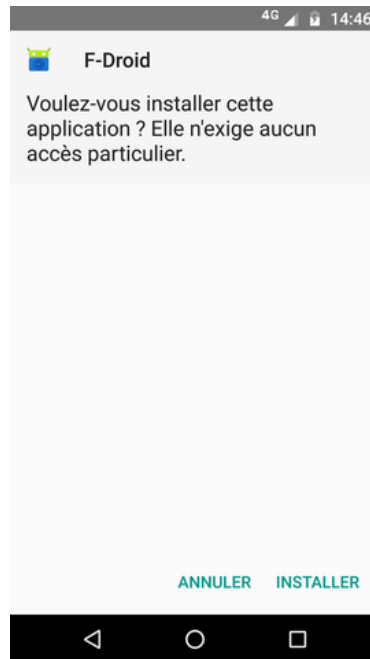 4G 14:46
F-Droid
Voulez-vous installer cette
application ? Elle n'exige aucun
accès particulier.
ANNULER INSTALLER